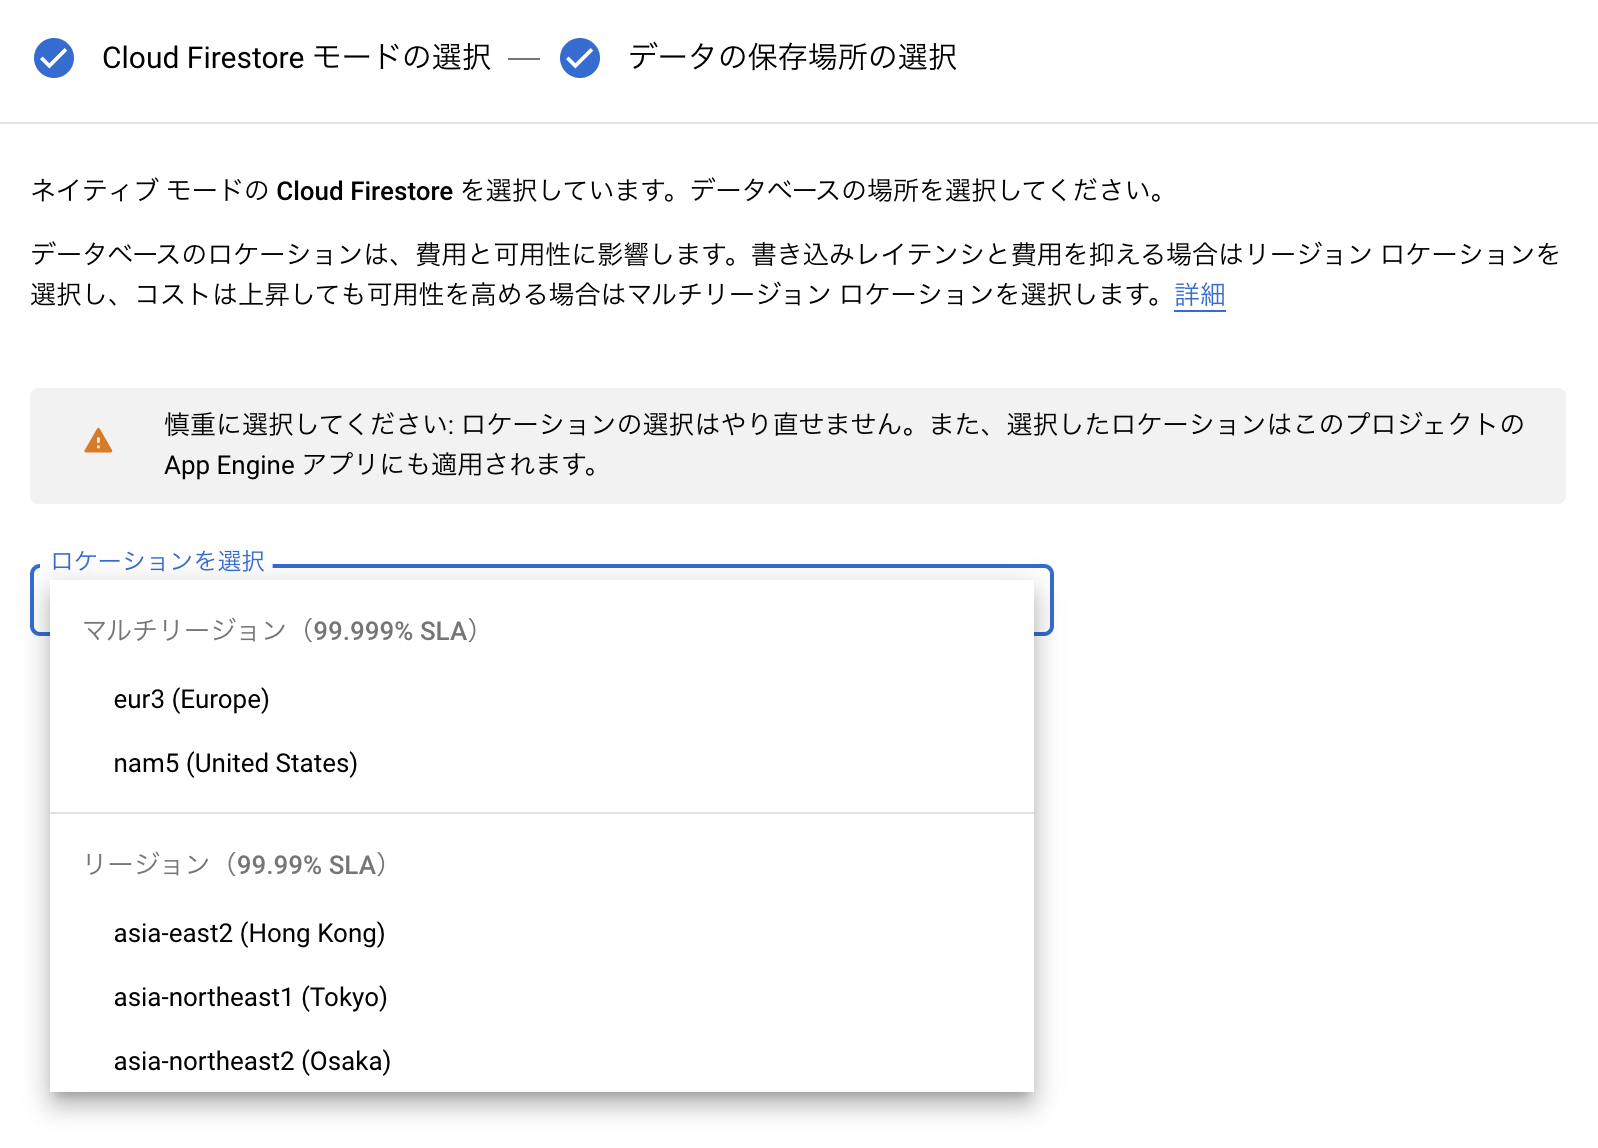 Cloud Firestore モードの選択 — データの保存場所の選択
ネイティブ モードの Cloud Firestore を選択しています。データベースの場所を選択してください。
データベースのロケーションは、費用と可用性に影響します。書き込みレイテンシと費用を抑える場合はリージョン ロケーションを
選択し、コストは上昇しても可用性を高める場合はマルチリージョン ロケーションを選択します。詳細
慎重に選択してください: ロケーションの選択はやり直せません。また、選択したロケーションはこのプロジェクトの
App Engine アプリにも適用されます。
ロケーションを選択
マルチリージョン（99.999% SLA）
eur3 (Europe)
nam5 (United States)
リージョン（99.99% SLA）
asia-east2 (Hong Kong)
asia-northeast1 (Tokyo)
asia-northeast2 (Osaka)